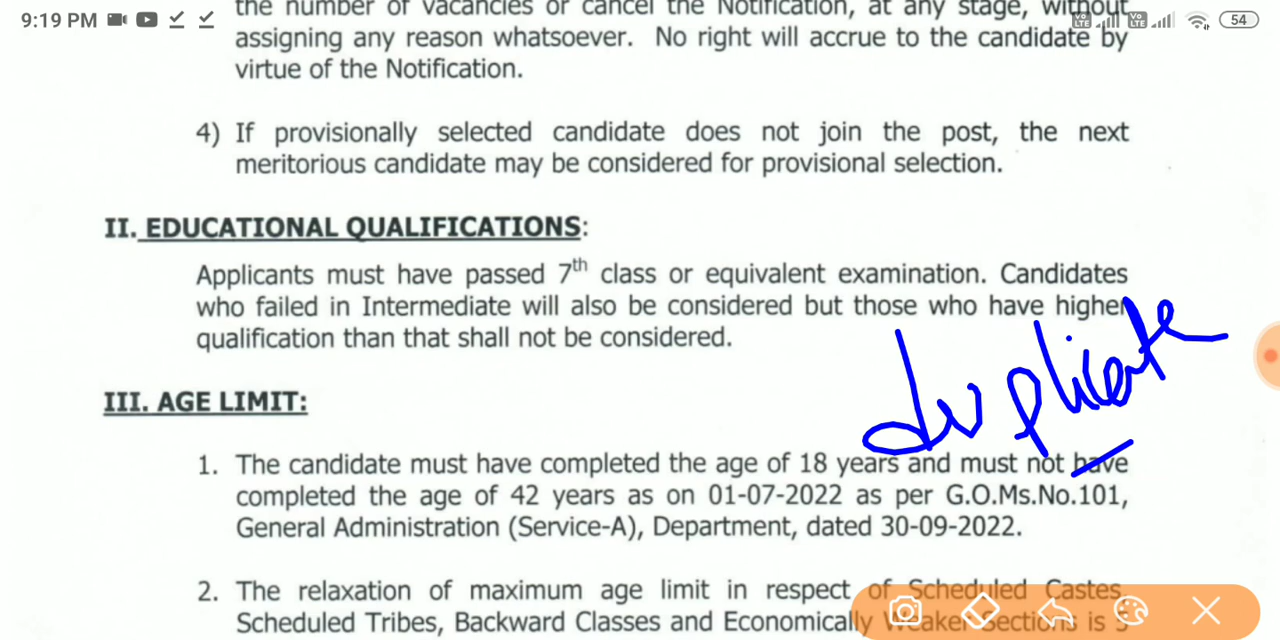 9:19 PM
54
the number of vacancies or cancel the Notification, at any stage, without
assigning any reason whatsoever. No right will accrue to the candidate by
virtue of the Notification.
4) If provisionally selected candidate does not join the post, the next
meritorious candidate may be considered for provisional selection.
II. EDUCATIONAL QUALIFICATIONS:
Applicants must have passed 7th class or equivalent examination. Candidates
who failed in Intermediate will also be considered but those who have higher
qualification than that shall not be considered.
duplicate
III. AGE LIMIT:
1. The candidate must have completed the age of 18 years and must not have
completed the age of 42 years as on 01-07-2022 as per G.O.Ms.No.101,
General Administration (Service-A), Department, dated 30-09-2022.
2. The relaxation of maximum age limit in respect of Scheduled Castes,
Scheduled Tribes, Backward Classes and Economically Weaker Sections is 5